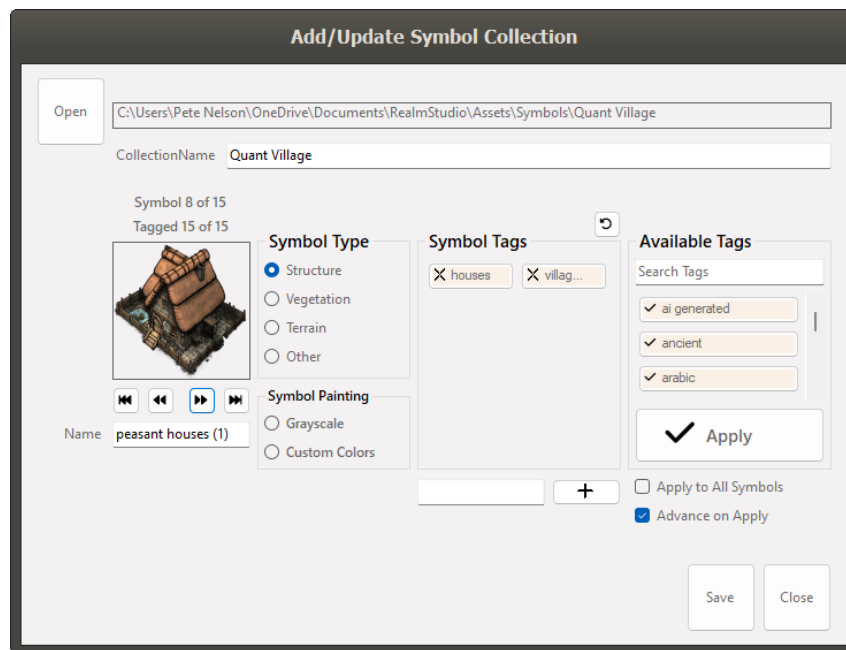 Add/Update Symbol Collection
Open
C:\Users\Pete Nelson\OneDrive\Documents\RealmStudio\Assets\Symbols\Quant Village
CollectionName Quant Village
Symbol 8 of 15
Tagged 15 of 15
Symbol Type
Structure
Vegetation
Terrain
Other
Symbol Painting
Grayscale
Custom Colors
Name peasant houses (1)
Symbol Tags
houses villag...
Available Tags
Search Tags
ai generated
ancient
arabic
Apply
Apply to All Symbols
Advance on Apply
Save Close